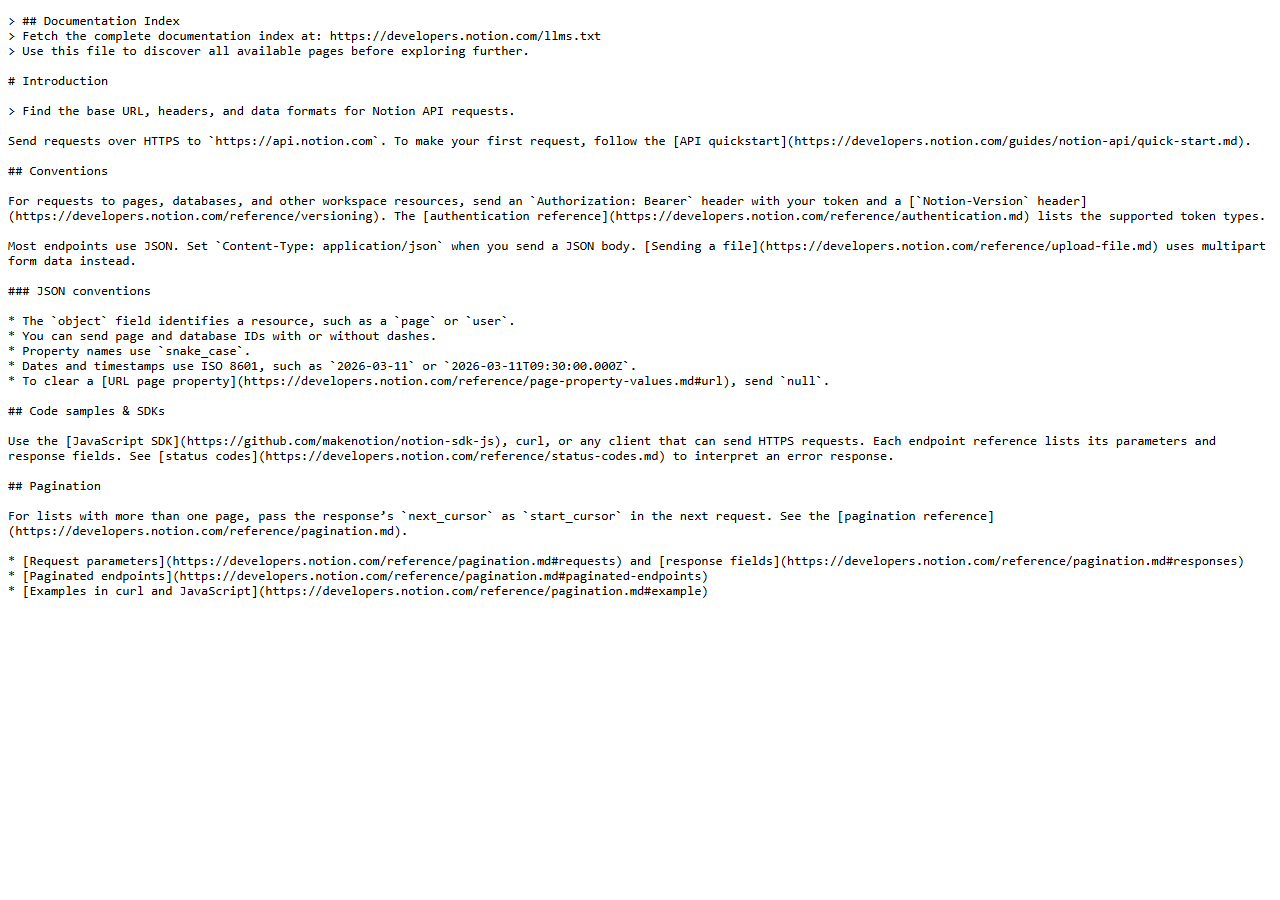 > ## Documentation Index
> Fetch the complete documentation index at: https://developers.notion.com/llms.txt
> Use this file to discover all available pages before exploring further.

# Introduction

> Find the base URL, headers, and data formats for Notion API requests.

Send requests over HTTPS to `https://api.notion.com`. To make your first request, follow the [API quickstart](https://developers.notion.com/guides/notion-api/quick-start.md).

## Conventions

For requests to pages, databases, and other workspace resources, send an `Authorization: Bearer` header with your token and a [`Notion-Version` header]
(https://developers.notion.com/reference/versioning). The [authentication reference](https://developers.notion.com/reference/authentication.md) lists the supported token types.

Most endpoints use JSON. Set `Content-Type: application/json` when you send a JSON body. [Sending a file](https://developers.notion.com/reference/upload-file.md) uses multipart
form data instead.

### JSON conventions

* The `object` field identifies a resource, such as a `page` or `user`.
* You can send page and database IDs with or without dashes.
* Property names use `snake_case`.
* Dates and timestamps use ISO 8601, such as `2026-03-11` or `2026-03-11T09:30:00.000Z`.
* To clear a [URL page property](https://developers.notion.com/reference/page-property-values.md#url), send `null`.

## Code samples & SDKs

Use the [JavaScript SDK](https://github.com/makenotion/notion-sdk-js), curl, or any client that can send HTTPS requests. Each endpoint reference lists its parameters and
response fields. See [status codes](https://developers.notion.com/reference/status-codes.md) to interpret an error response.

## Pagination

For lists with more than one page, pass the response’s `next_cursor` as `start_cursor` in the next request. See the [pagination reference]
(https://developers.notion.com/reference/pagination.md).

* [Request parameters](https://developers.notion.com/reference/pagination.md#requests) and [response fields](https://developers.notion.com/reference/pagination.md#responses)
* [Paginated endpoints](https://developers.notion.com/reference/pagination.md#paginated-endpoints)
* [Examples in curl and JavaScript](https://developers.notion.com/reference/pagination.md#example)